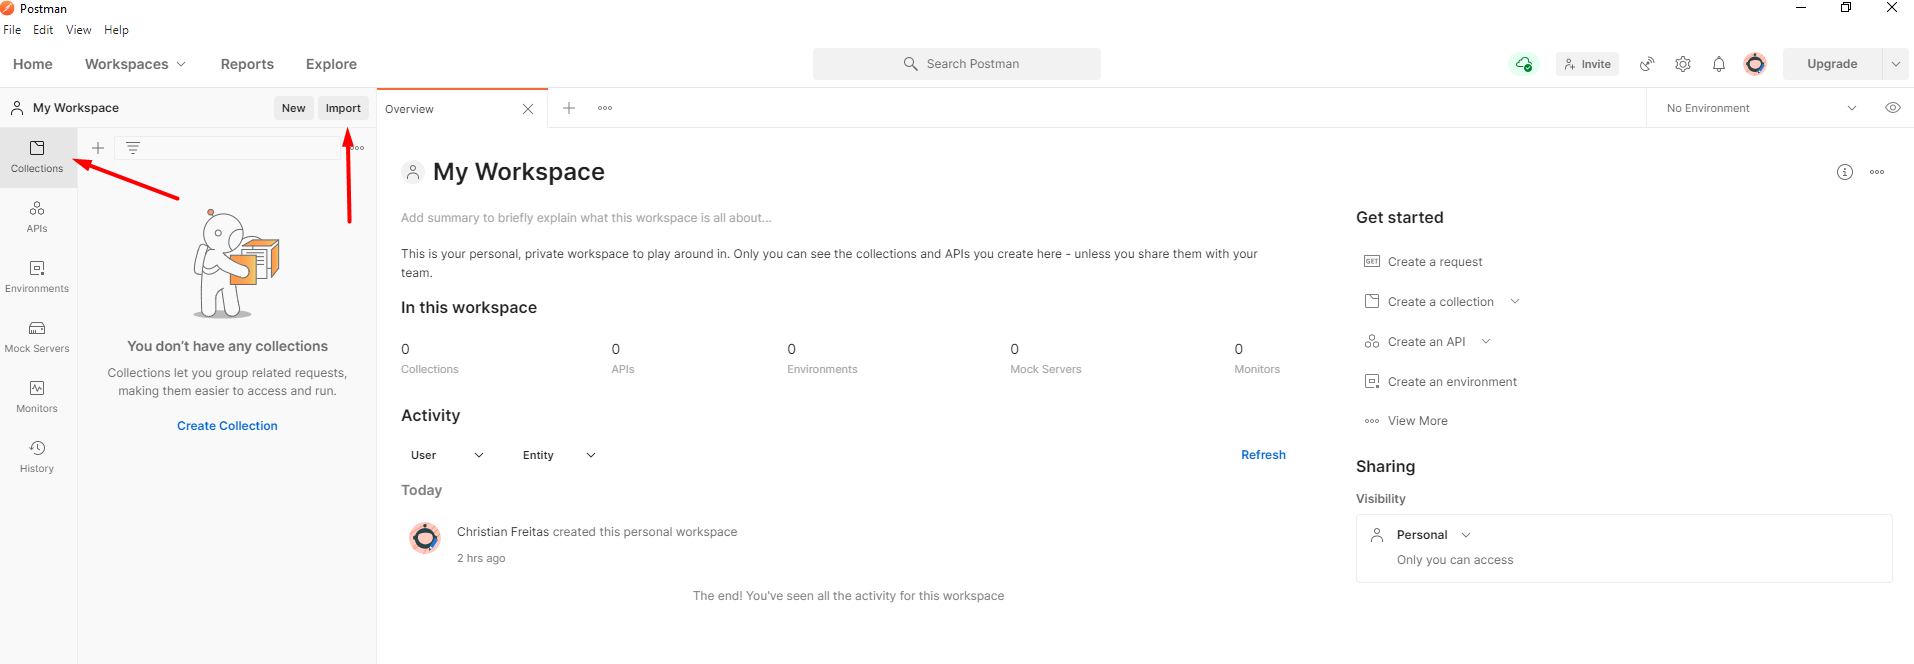 Postman
File Edit View Help
Home Workspaces Reports Explore
Search Postman
Invite
Upgrade
My Workspace
New
Import
Overview
No Environment
Collections
APIs
Environments
Mock Servers
Monitors
History
You don't have any collections
Collections let you group related requests,
making them easier to access and run.
Create Collection
My Workspace
Add summary to briefly explain what this workspace is all about...
This is your personal, private workspace to play around in. Only you can see the collections and APIs you create here - unless you share them with your
team.
In this workspace
0 0 0 0 0
Collections APIs Environments Mock Servers Monitors
Activity
User Entity Refresh
Today
Christian Freitas created this personal workspace
2 hrs ago
The end! You've seen all the activity for this workspace
Get started
GET Create a request
Create a collection
Create an API
Create an environment
View More
Sharing
Visibility
Personal
Only you can access